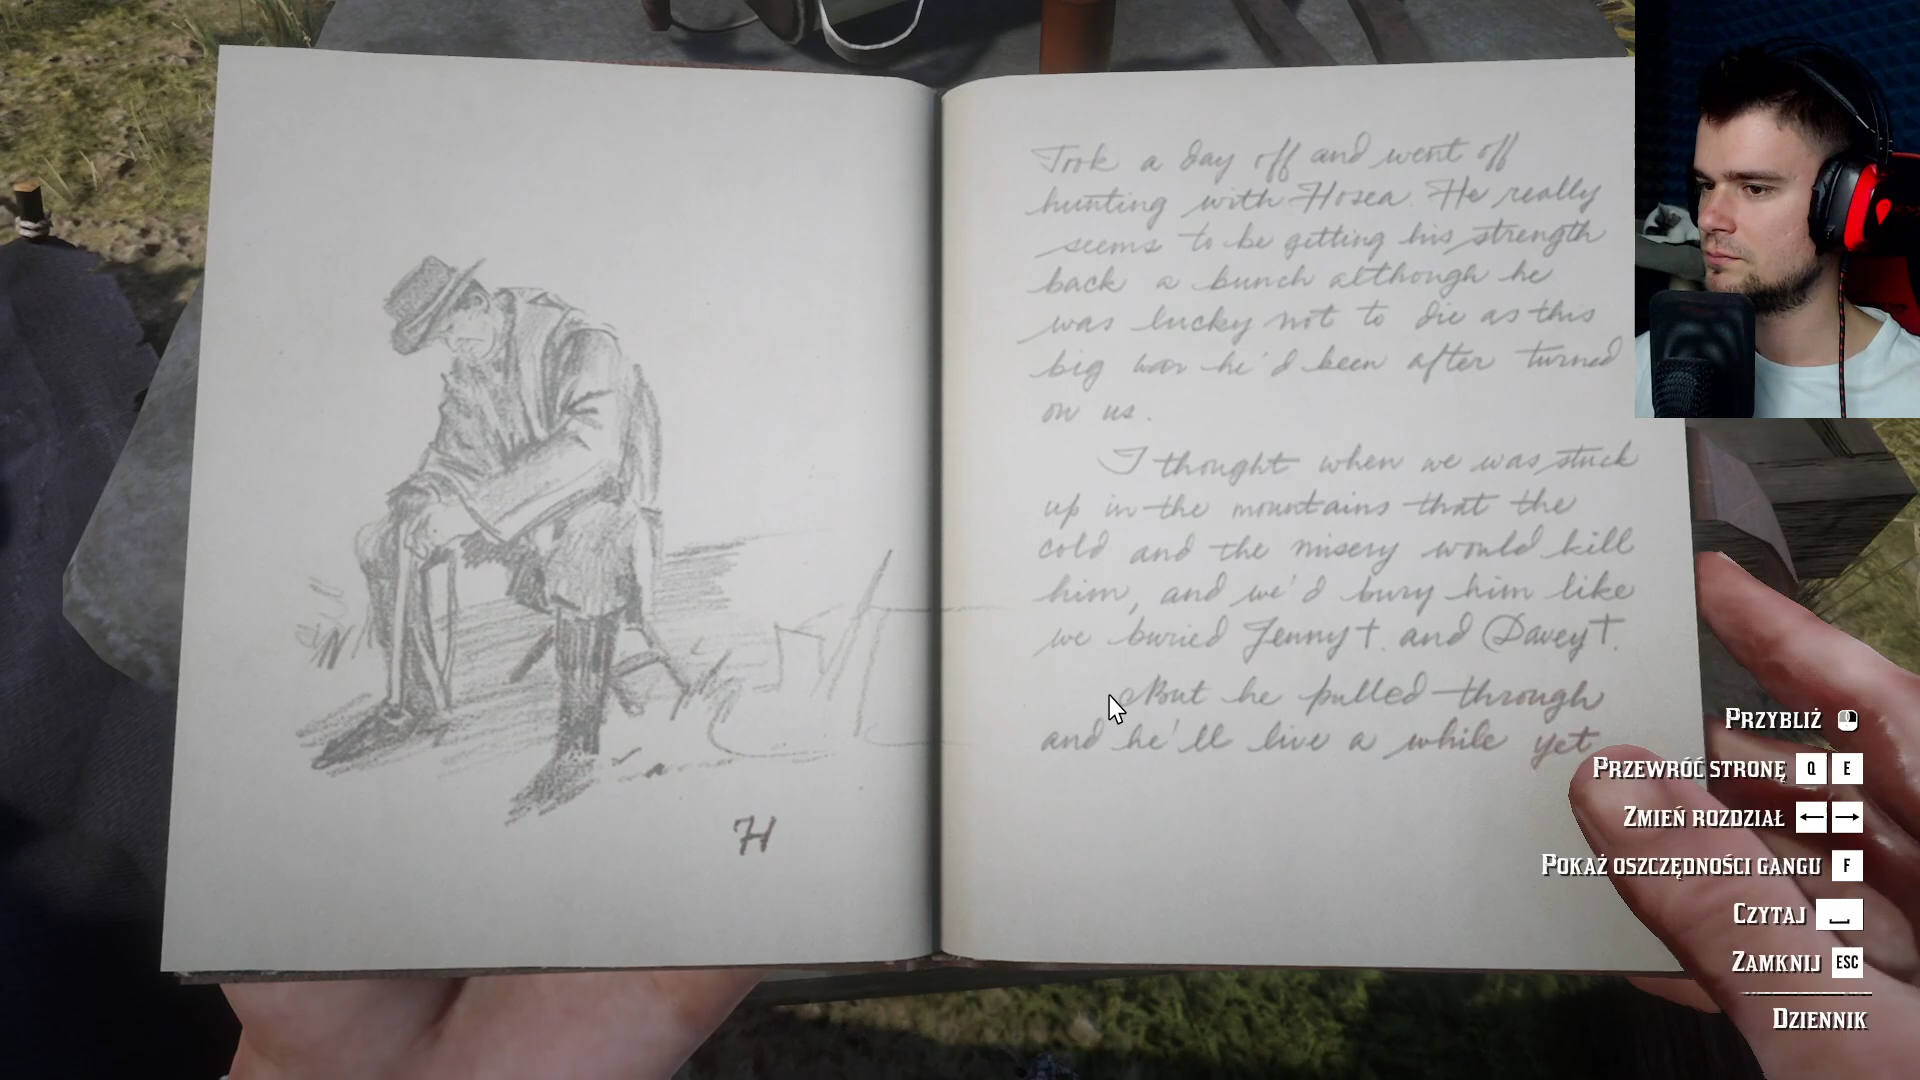 Took a day off and went off
hunting with Hosea. He really
seems to be getting his strength
back a bunch although he
was lucky not to die as this
big bear he'd been after turned
on us.
I thought when we was stuck
up in the mountains that the
cold and the misery would kill
him, and we'd bury him like
we buried Jenny†. and Davey†.
But he pulled through
and he'll live a while yet
H
PRZYBLIŻ
PRZEWRÓĆ STRONĘ Q E
ZMIEŃ ROZDZIAŁ ← →
POKAŻ OSZCZĘDNOŚCI GANGU F
CZYTAJ
ZAMKNIJ ESC
DZIENNIK